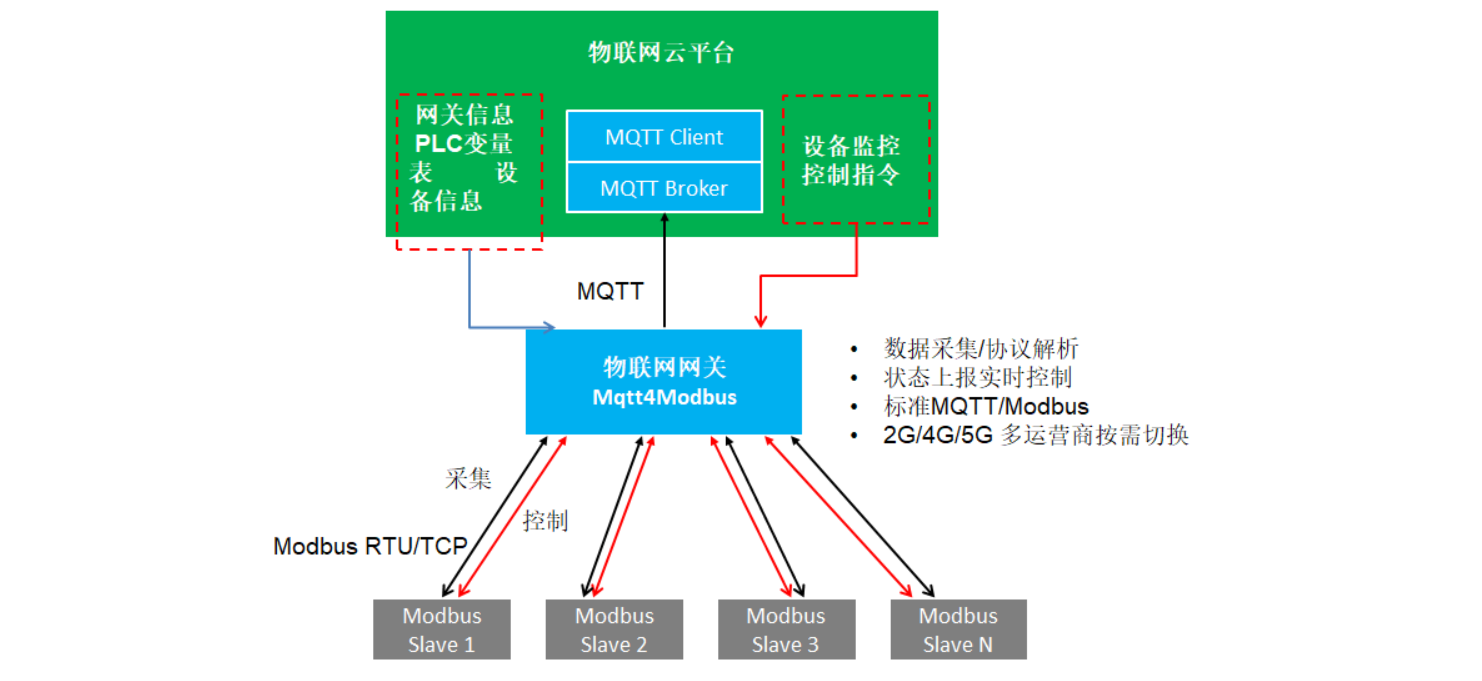 物联网云平台
网关信息
PLC变量
表 设
备信息
MQTT Client
MQTT Broker
设备监控
控制指令
MQTT
物联网网关
Mqtt4Modbus
• 数据采集/协议解析
• 状态上报实时控制
• 标准MQTT/Modbus
• 2G/4G/5G 多运营商按需切换
采集
控制
Modbus RTU/TCP
Modbus
Slave 1
Modbus
Slave 2
Modbus
Slave 3
Modbus
Slave N